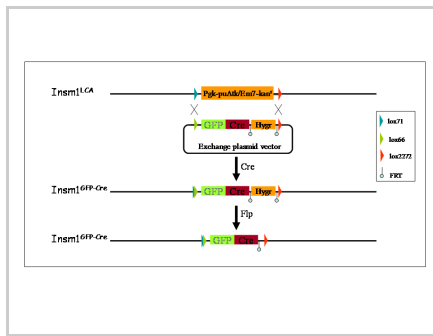 Insm1LCA
Pgk-puΔtk/Em7-kanr
GFP Cre Hygr
Exchange plasmid vector
Cre
Insm1GFP-Cre
GFP Cre Hygr
Flp
Insm1GFP-Cre
GFP Cre
lox71
lox66
lox2272
FRT